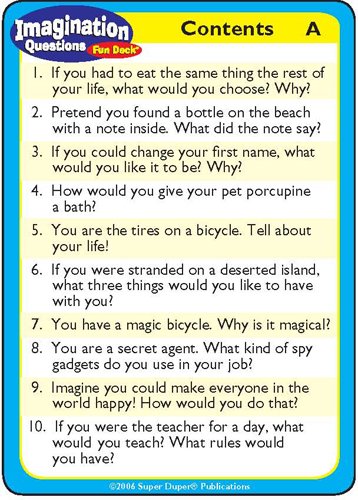 Imagination
Questions
Fun Deck®
Contents A
1. If you had to eat the same thing the rest of
your life, what would you choose? Why?
2. Pretend you found a bottle on the beach
with a note inside. What did the note say?
3. If you could change your first name, what
would you like it to be? Why?
4. How would you give your pet porcupine
a bath?
5. You are the tires on a bicycle. Tell about
your life!
6. If you were stranded on a deserted island,
what three things would you like to have
with you?
7. You have a magic bicycle. Why is it magical?
8. You are a secret agent. What kind of spy
gadgets do you use in your job?
9. Imagine you could make everyone in the
world happy! How would you do that?
10. If you were the teacher for a day, what
would you teach? What rules would
you have?
©2006 Super Duper® Publications